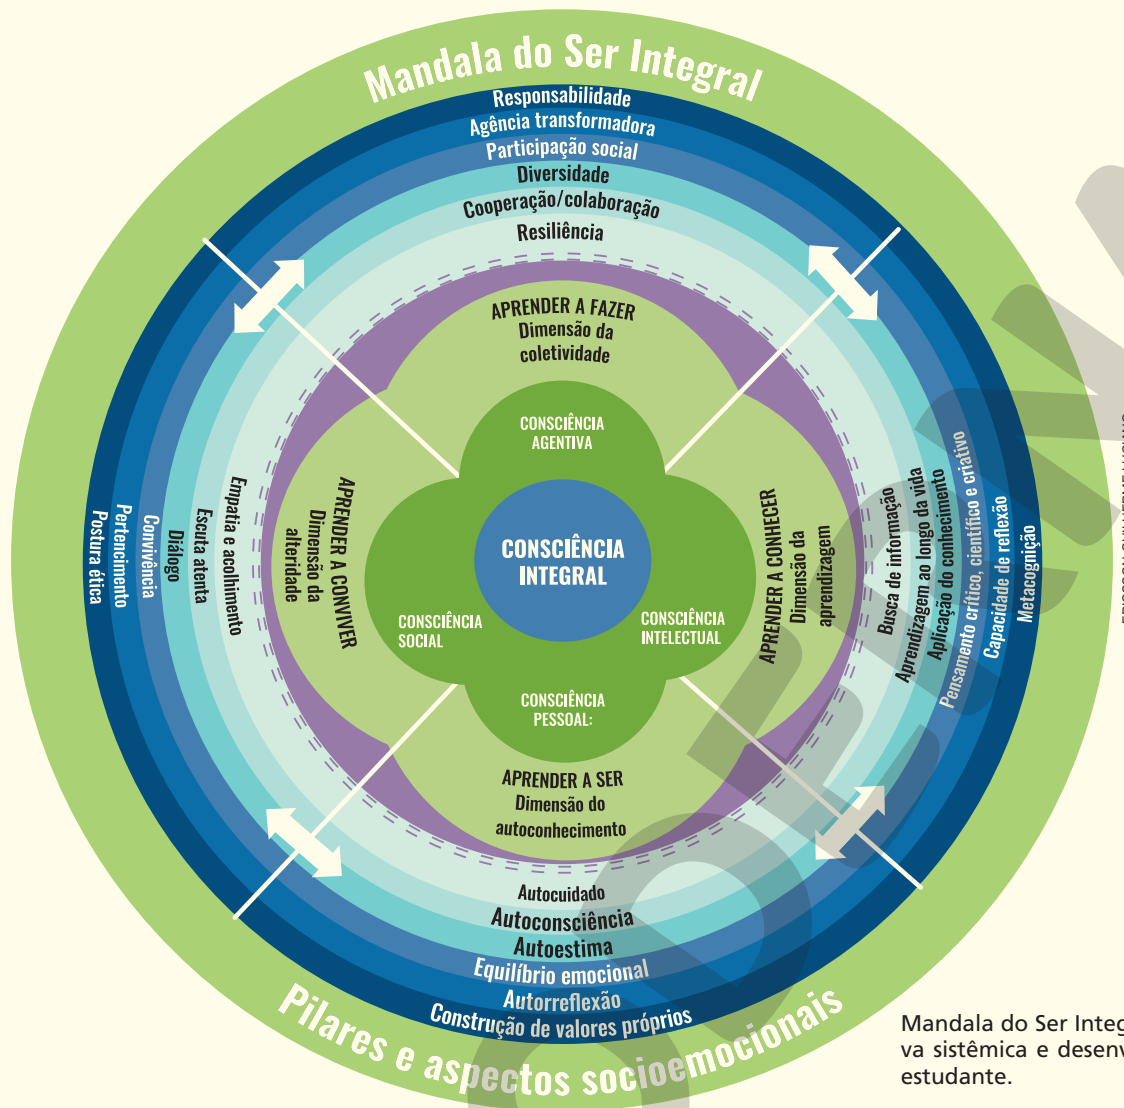 Mandala do Ser Integral
Responsabilidade
Agência transformadora
Participação social
Diversidade
Cooperação/colaboração
Resiliência
APRENDER A FAZER
Dimensão da
coletividade
CONSCIÊNCIA
AGENTIVA
Postura ética
Pertencimento
Convivência
Diálogo
Escuta atenta
Empatia e acolhimento
APRENDER A CONVIVER
Dimensão da
alteridade
CONSCIÊNCIA
SOCIAL
CONSCIÊNCIA
INTEGRAL
CONSCIÊNCIA
INTELECTUAL
APRENDER A CONHECER
Dimensão da
aprendizagem
Busca de informação
Aprendizagem ao longo da vida
Aplicação do conhecimento
Pensamento crítico, científico e criativo
Capacidade de reflexão
Metacognição
CONSCIÊNCIA
PESSOAL:
APRENDER A SER
Dimensão do
autoconhecimento
Autocuidado
Autoconsciência
Autoestima
Equilíbrio emocional
Autorreflexão
Construção de valores próprios
Pilares e aspectos socioemocionais
Mandala do Ser Integ
va sistêmica e desenv
estudante.